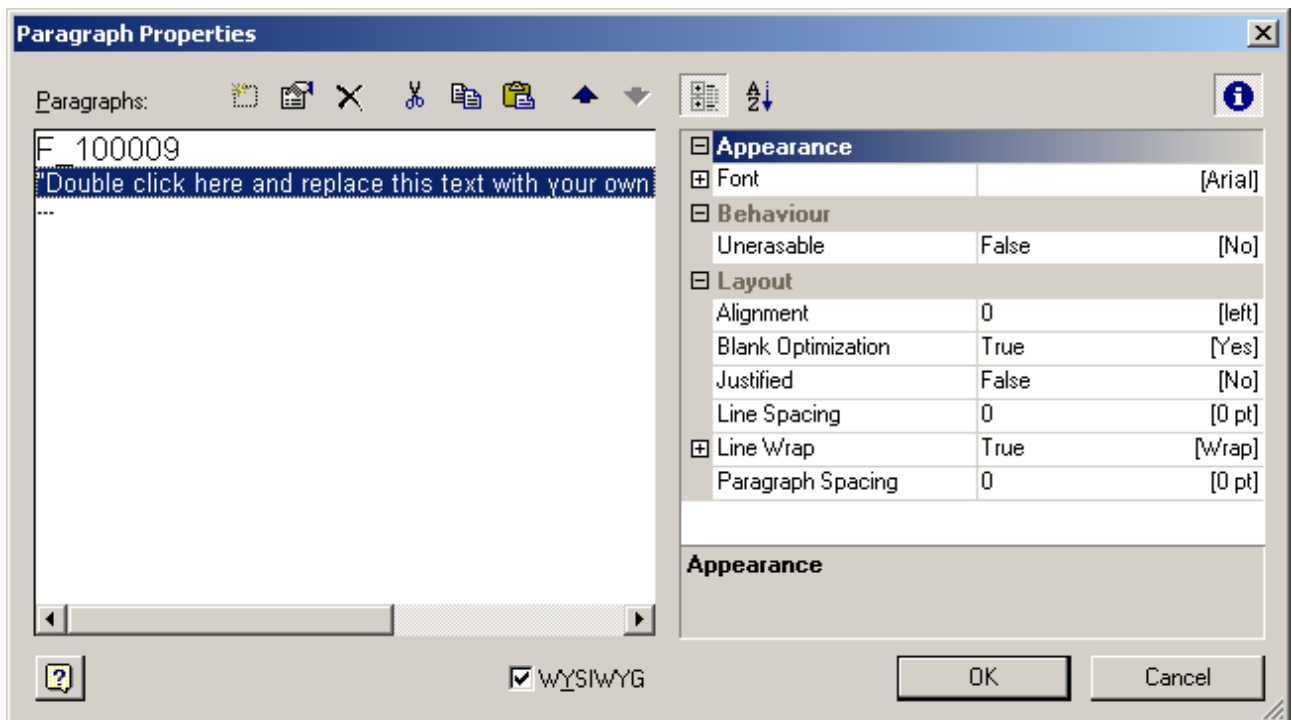 Paragraph Properties
Paragraphs:
F_100009
"Double click here and replace this text with your own
---
Appearance
Font [Arial]
Behaviour
Unerasable False [No]
Layout
Alignment 0 [left]
Blank Optimization True [Yes]
Justified False [No]
Line Spacing 0 [0 pt]
Line Wrap True [Wrap]
Paragraph Spacing 0 [0 pt]
Appearance
WYSIWYG
OK
Cancel